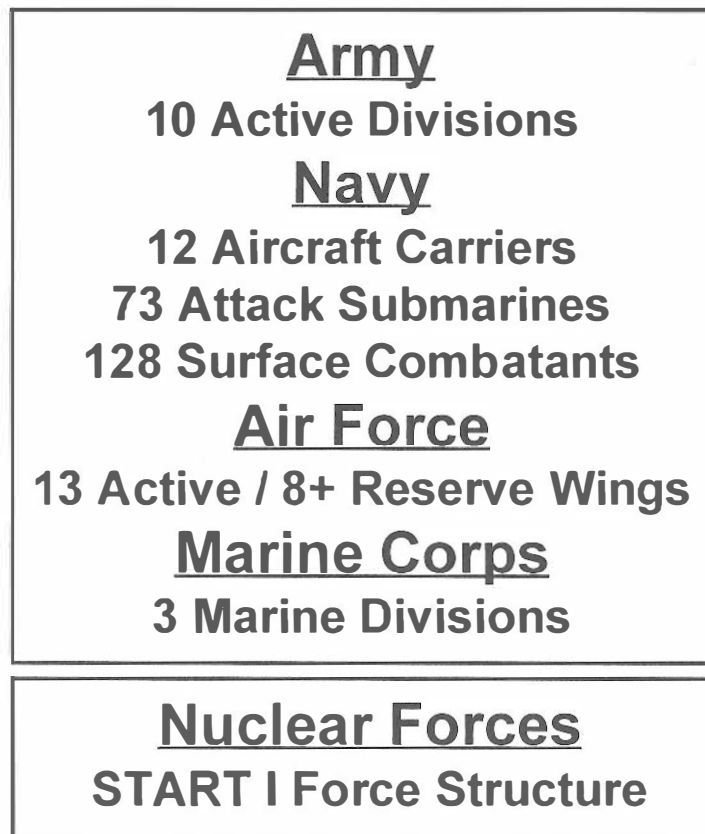 Army
10 Active Divisions
Navy
12 Aircraft Carriers
73 Attack Submarines
128 Surface Combatants
Air Force
13 Active / 8+ Reserve Wings
Marine Corps
3 Marine Divisions
Nuclear Forces
START I Force Structure